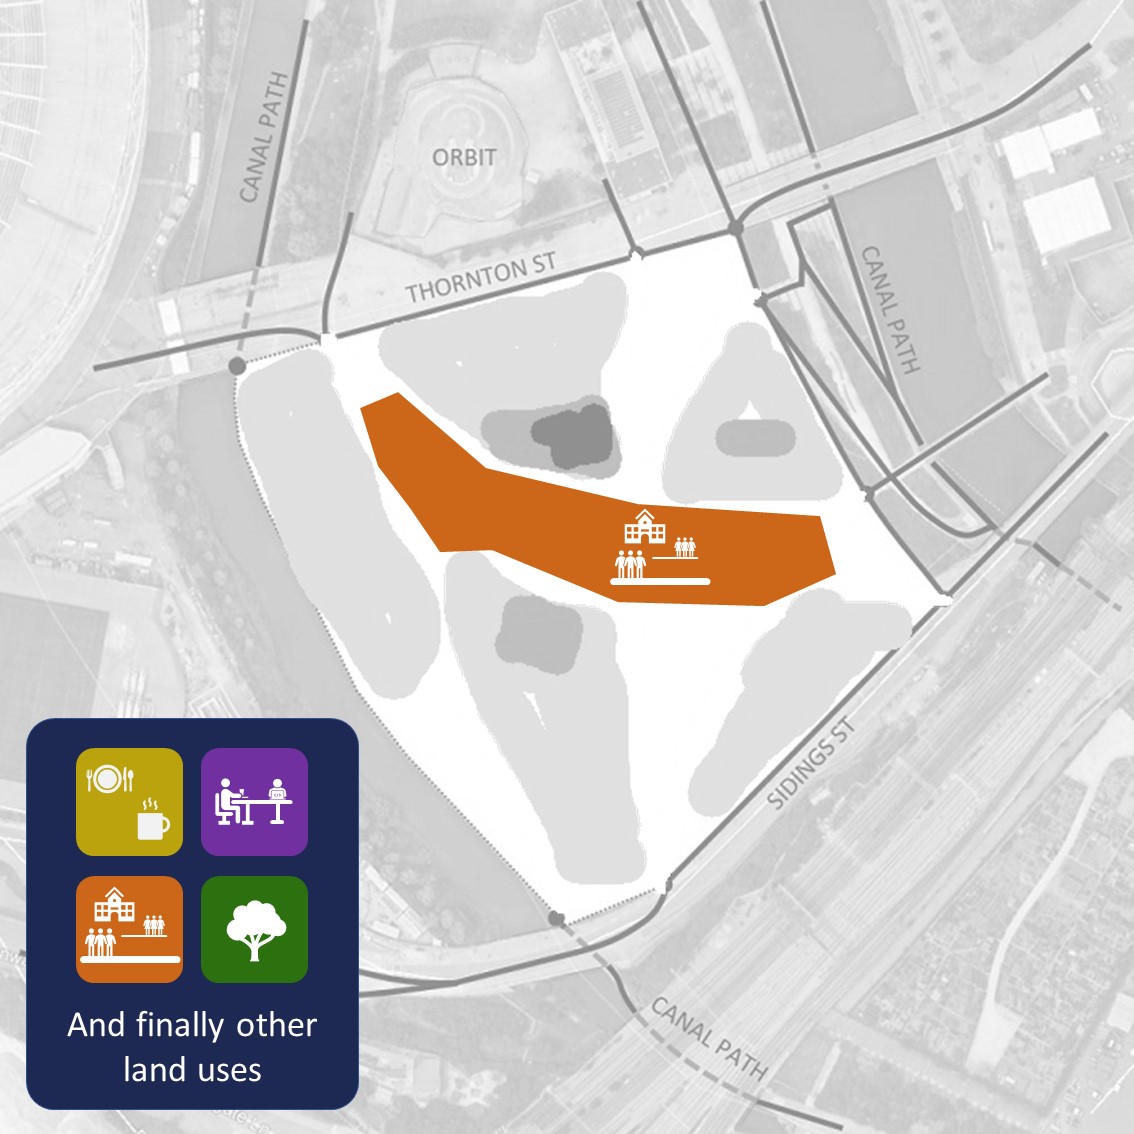 CANAL PATH
ORBIT
THORNTON ST
CANAL PATH
SIDINGS ST
CANAL PATH
And finally other
land uses